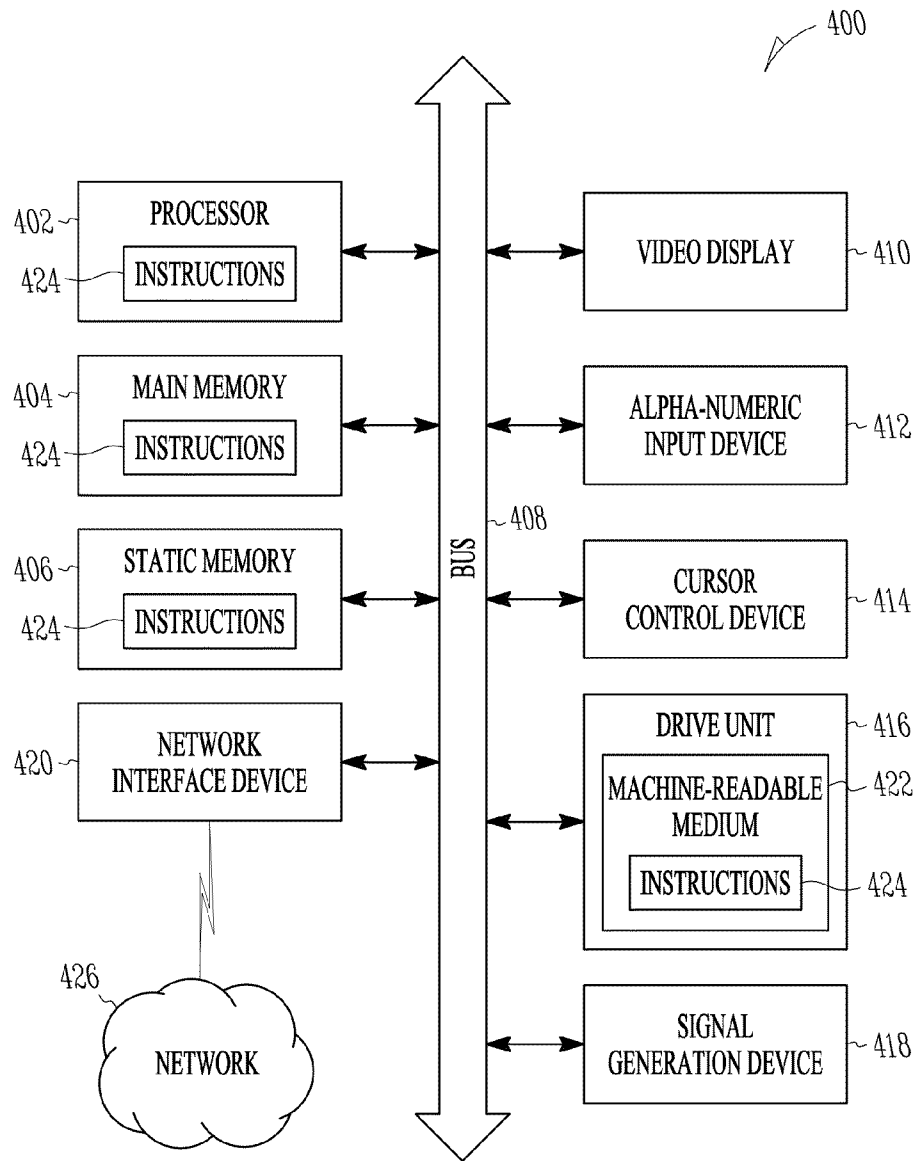 400
402
PROCESSOR
424
INSTRUCTIONS
404
MAIN MEMORY
424
INSTRUCTIONS
406
STATIC MEMORY
424
INSTRUCTIONS
420
NETWORK
INTERFACE DEVICE
426
NETWORK
BUS
408
VIDEO DISPLAY
410
ALPHA-NUMERIC
INPUT DEVICE
412
CURSOR
CONTROL DEVICE
414
DRIVE UNIT
416
MACHINE-READABLE
MEDIUM
422
INSTRUCTIONS
424
SIGNAL
GENERATION DEVICE
418